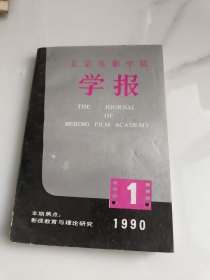 北京电影学院
学报
THE JOURNAL
OF
BEIJING FILM ACADEMY
1
本期焦点:
影视教育与理论研究
1990